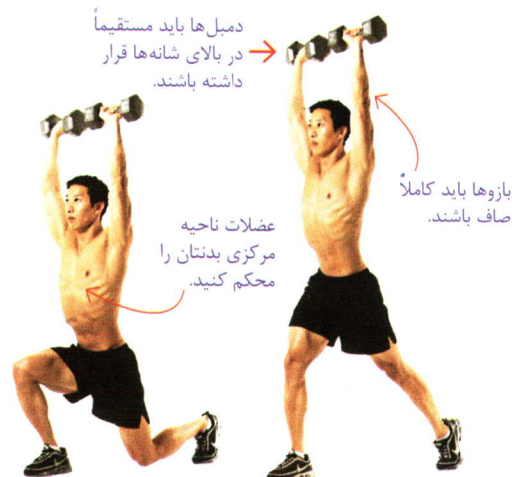 دمبل‌ها باید مستقیماً
در بالای شانه‌ها قرار
داشته باشند.
بازوها باید کاملاً
صاف باشند.
عضلات ناحیه
مرکزی بدنتان را
محکم کنید.